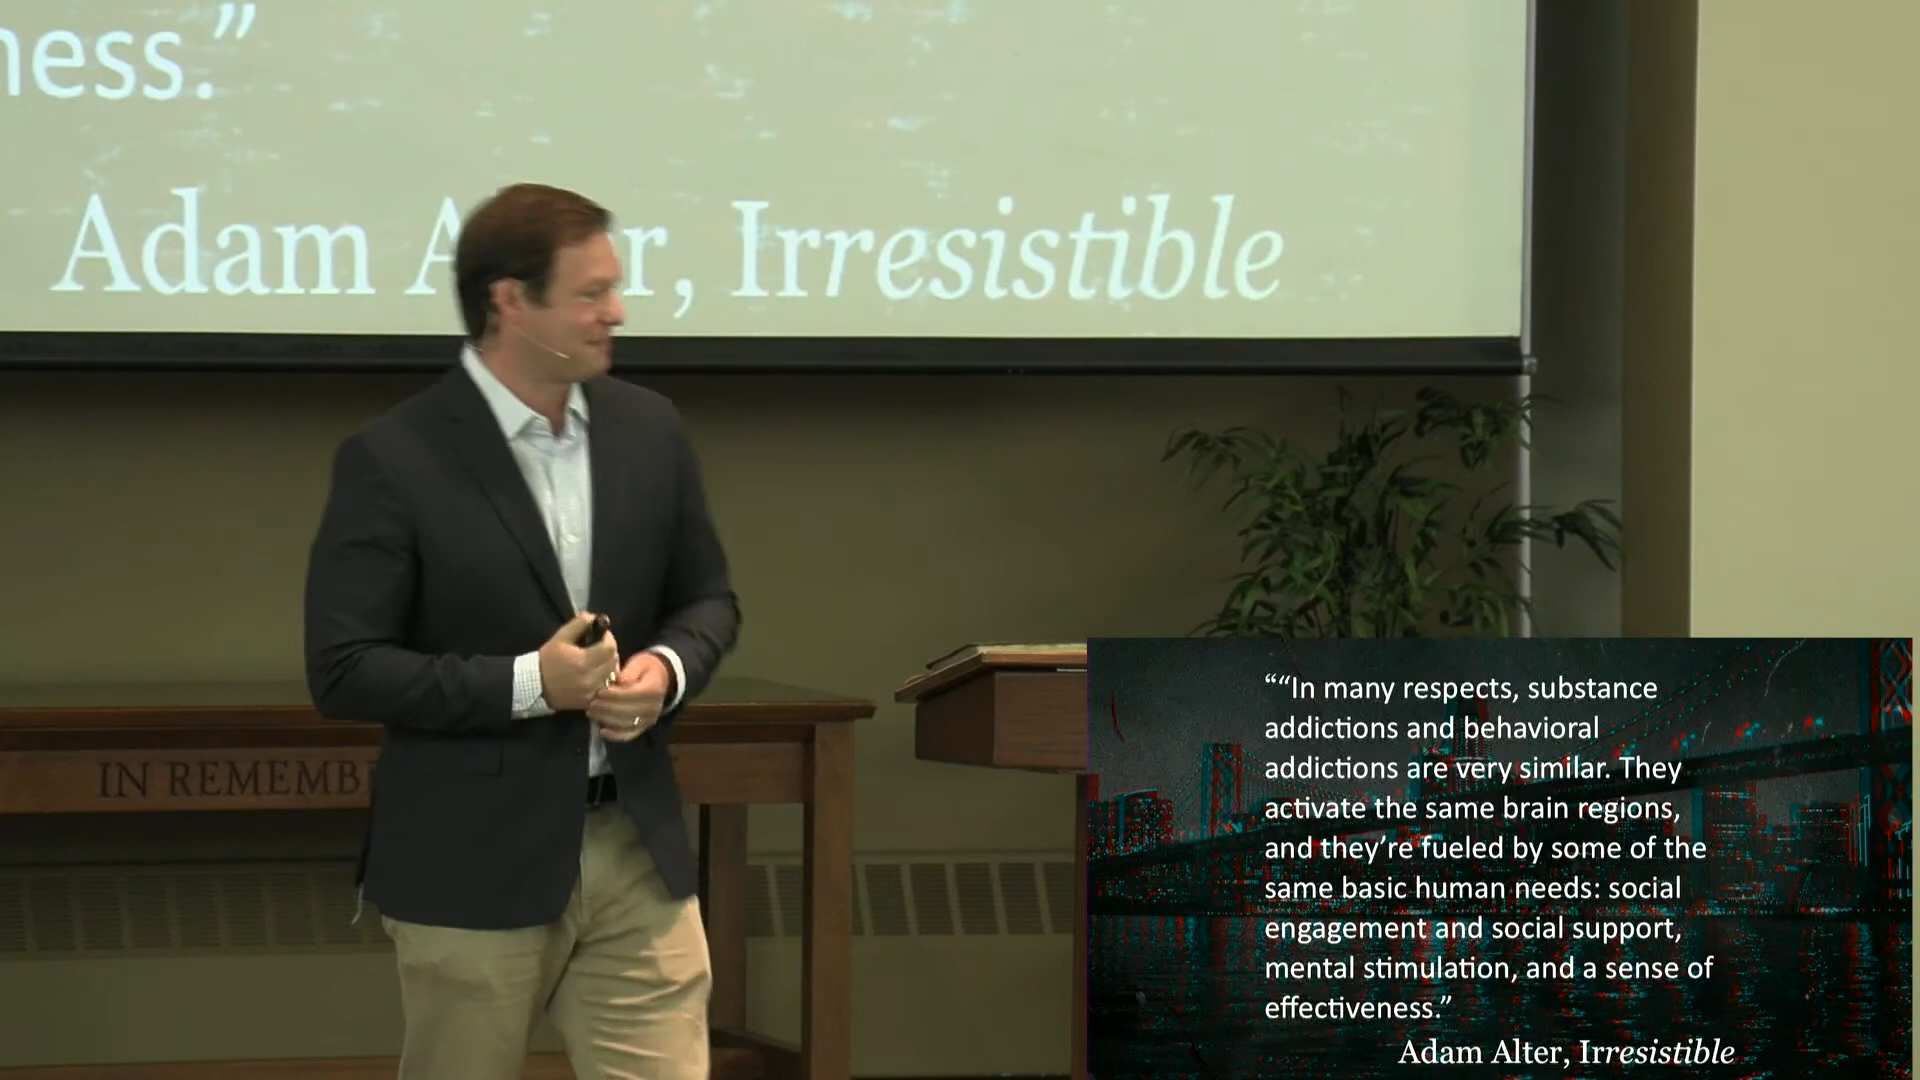 ness.”
Adam A r, Irresistible
IN REMEMB
““In many respects, substance
addictions and behavioral
addictions are very similar. They
activate the same brain regions,
and they’re fueled by some of the
same basic human needs: social
engagement and social support,
mental stimulation, and a sense of
effectiveness.”
Adam Alter, Irresistible